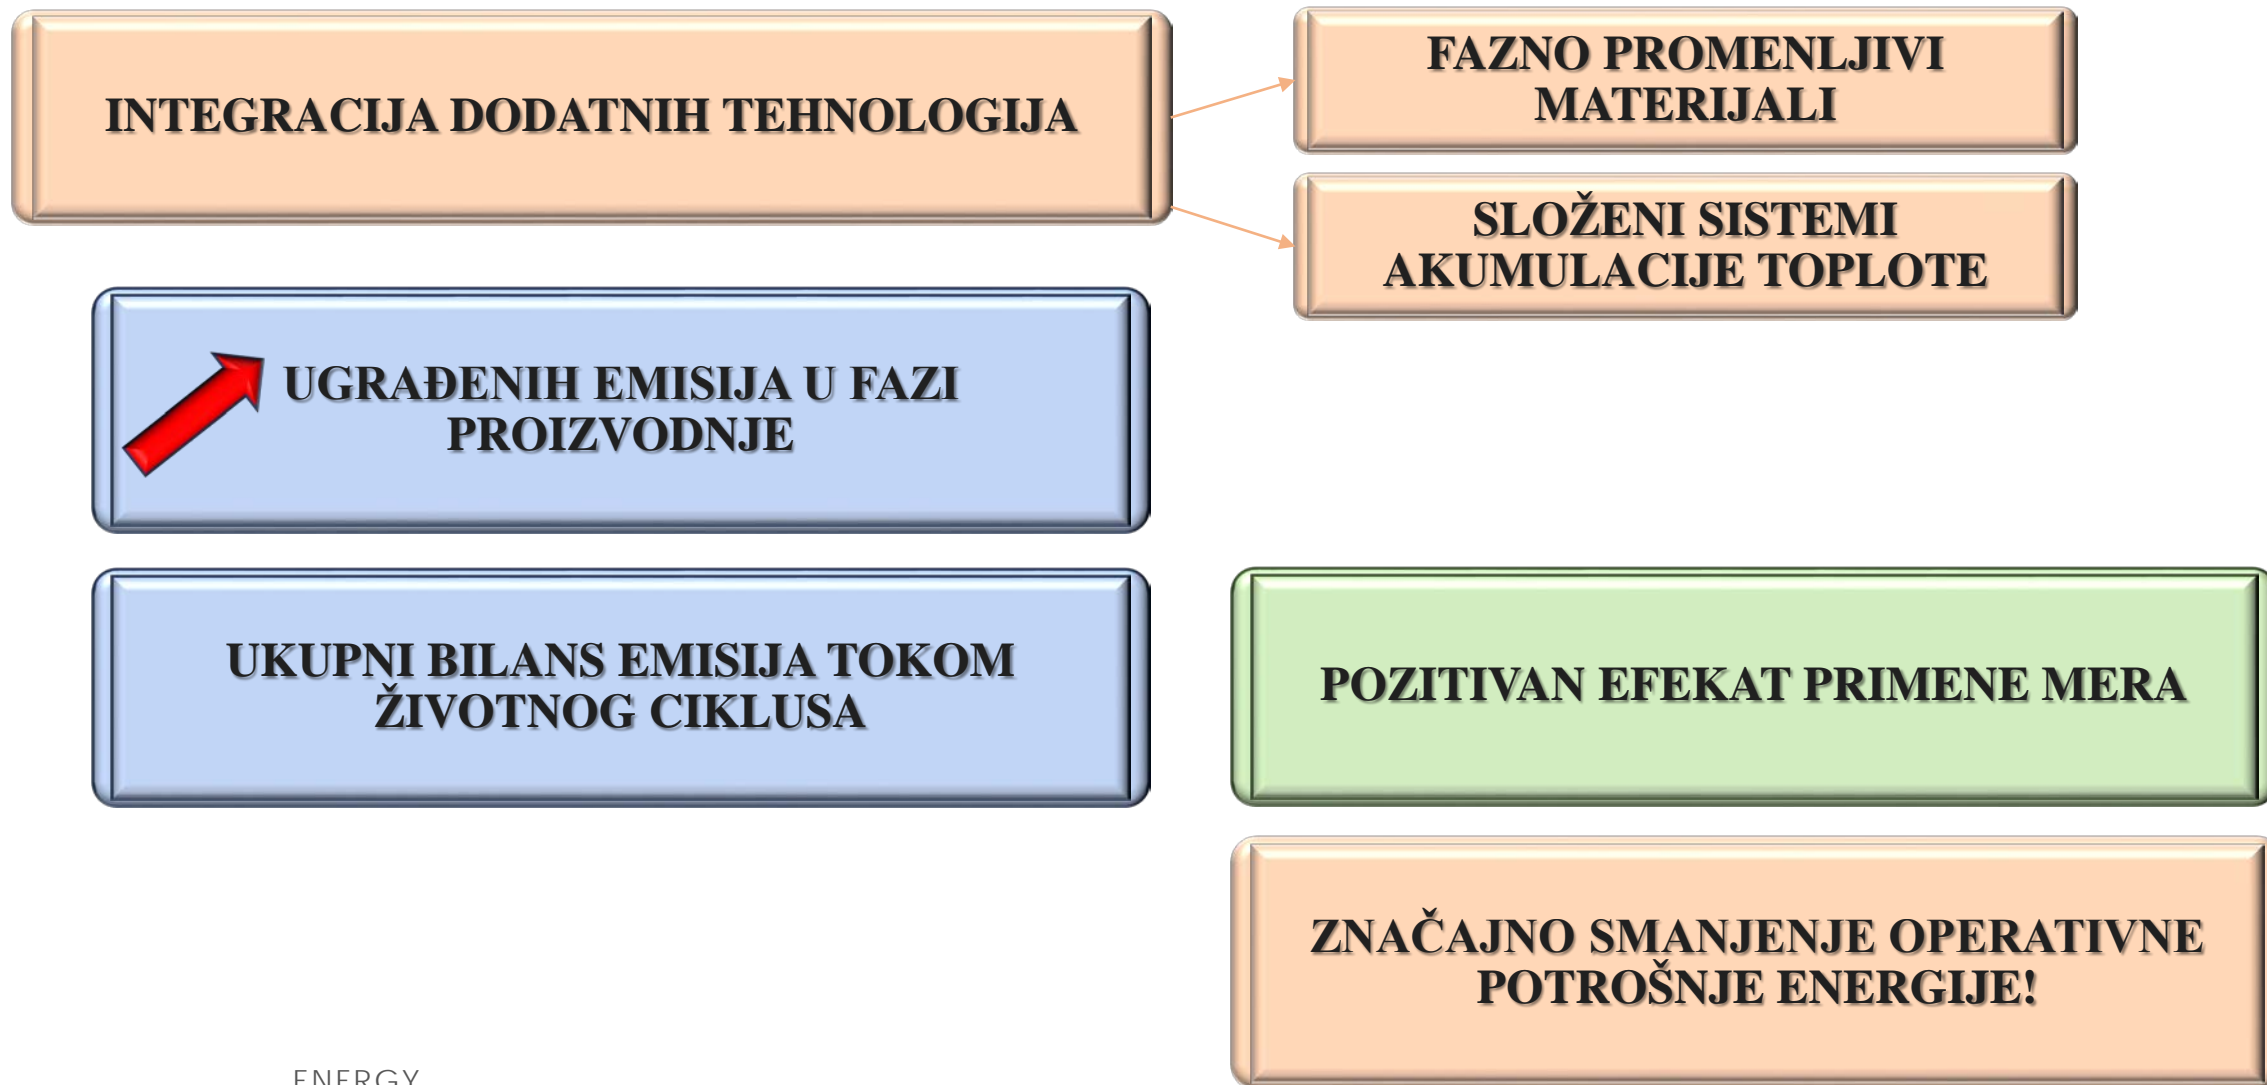 INTEGRACIJA DODATNIH TEHNOLOGIJA
FAZNO PROMENLJIVI
MATERIJALI
SLOŽENI SISTEMI
AKUMULACIJE TOPLOTE
UGRAĐENIH EMISIJA U FAZI
PROIZVODNJE
UKUPNI BILANS EMISIJA TOKOM
ŽIVOTNOG CIKLUSA
POZITIVAN EFEKAT PRIMENE MERA
ZNAČAJNO SMANJENJE OPERATIVNE
POTROŠNJE ENERGIJE!
ENERGY